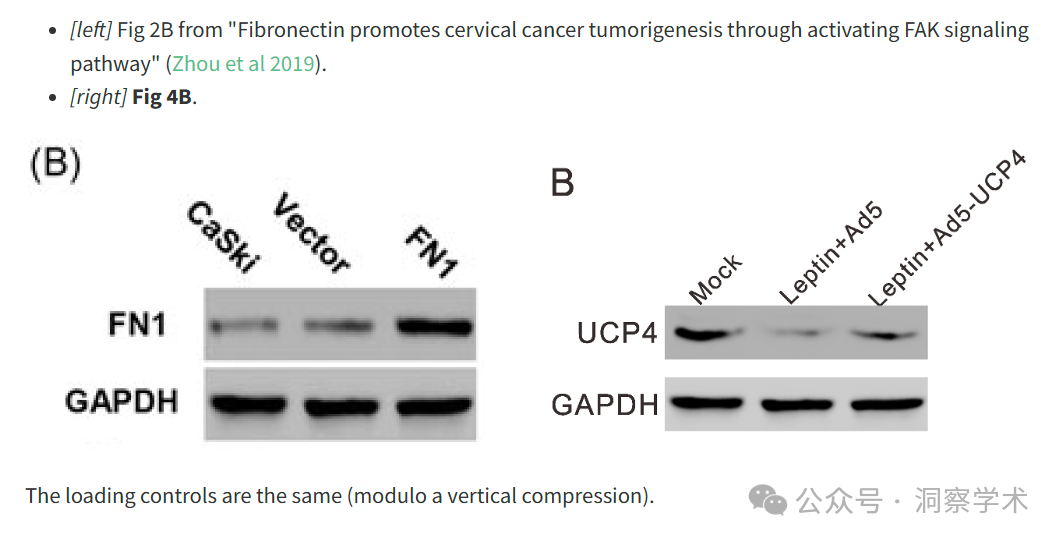 • [left] Fig 2B from "Fibronectin promotes cervical cancer tumorigenesis through activating FAK signaling
pathway" (Zhou et al 2019).
• [right] Fig 4B.
(B)
CaSki Vector FN1
FN1
GAPDH
B
Mock Leptin+Ad5 Leptin+Ad5-UCP4
UCP4
GAPDH
The loading controls are the same (modulo a vertical compression).
公众号 · 洞察学术